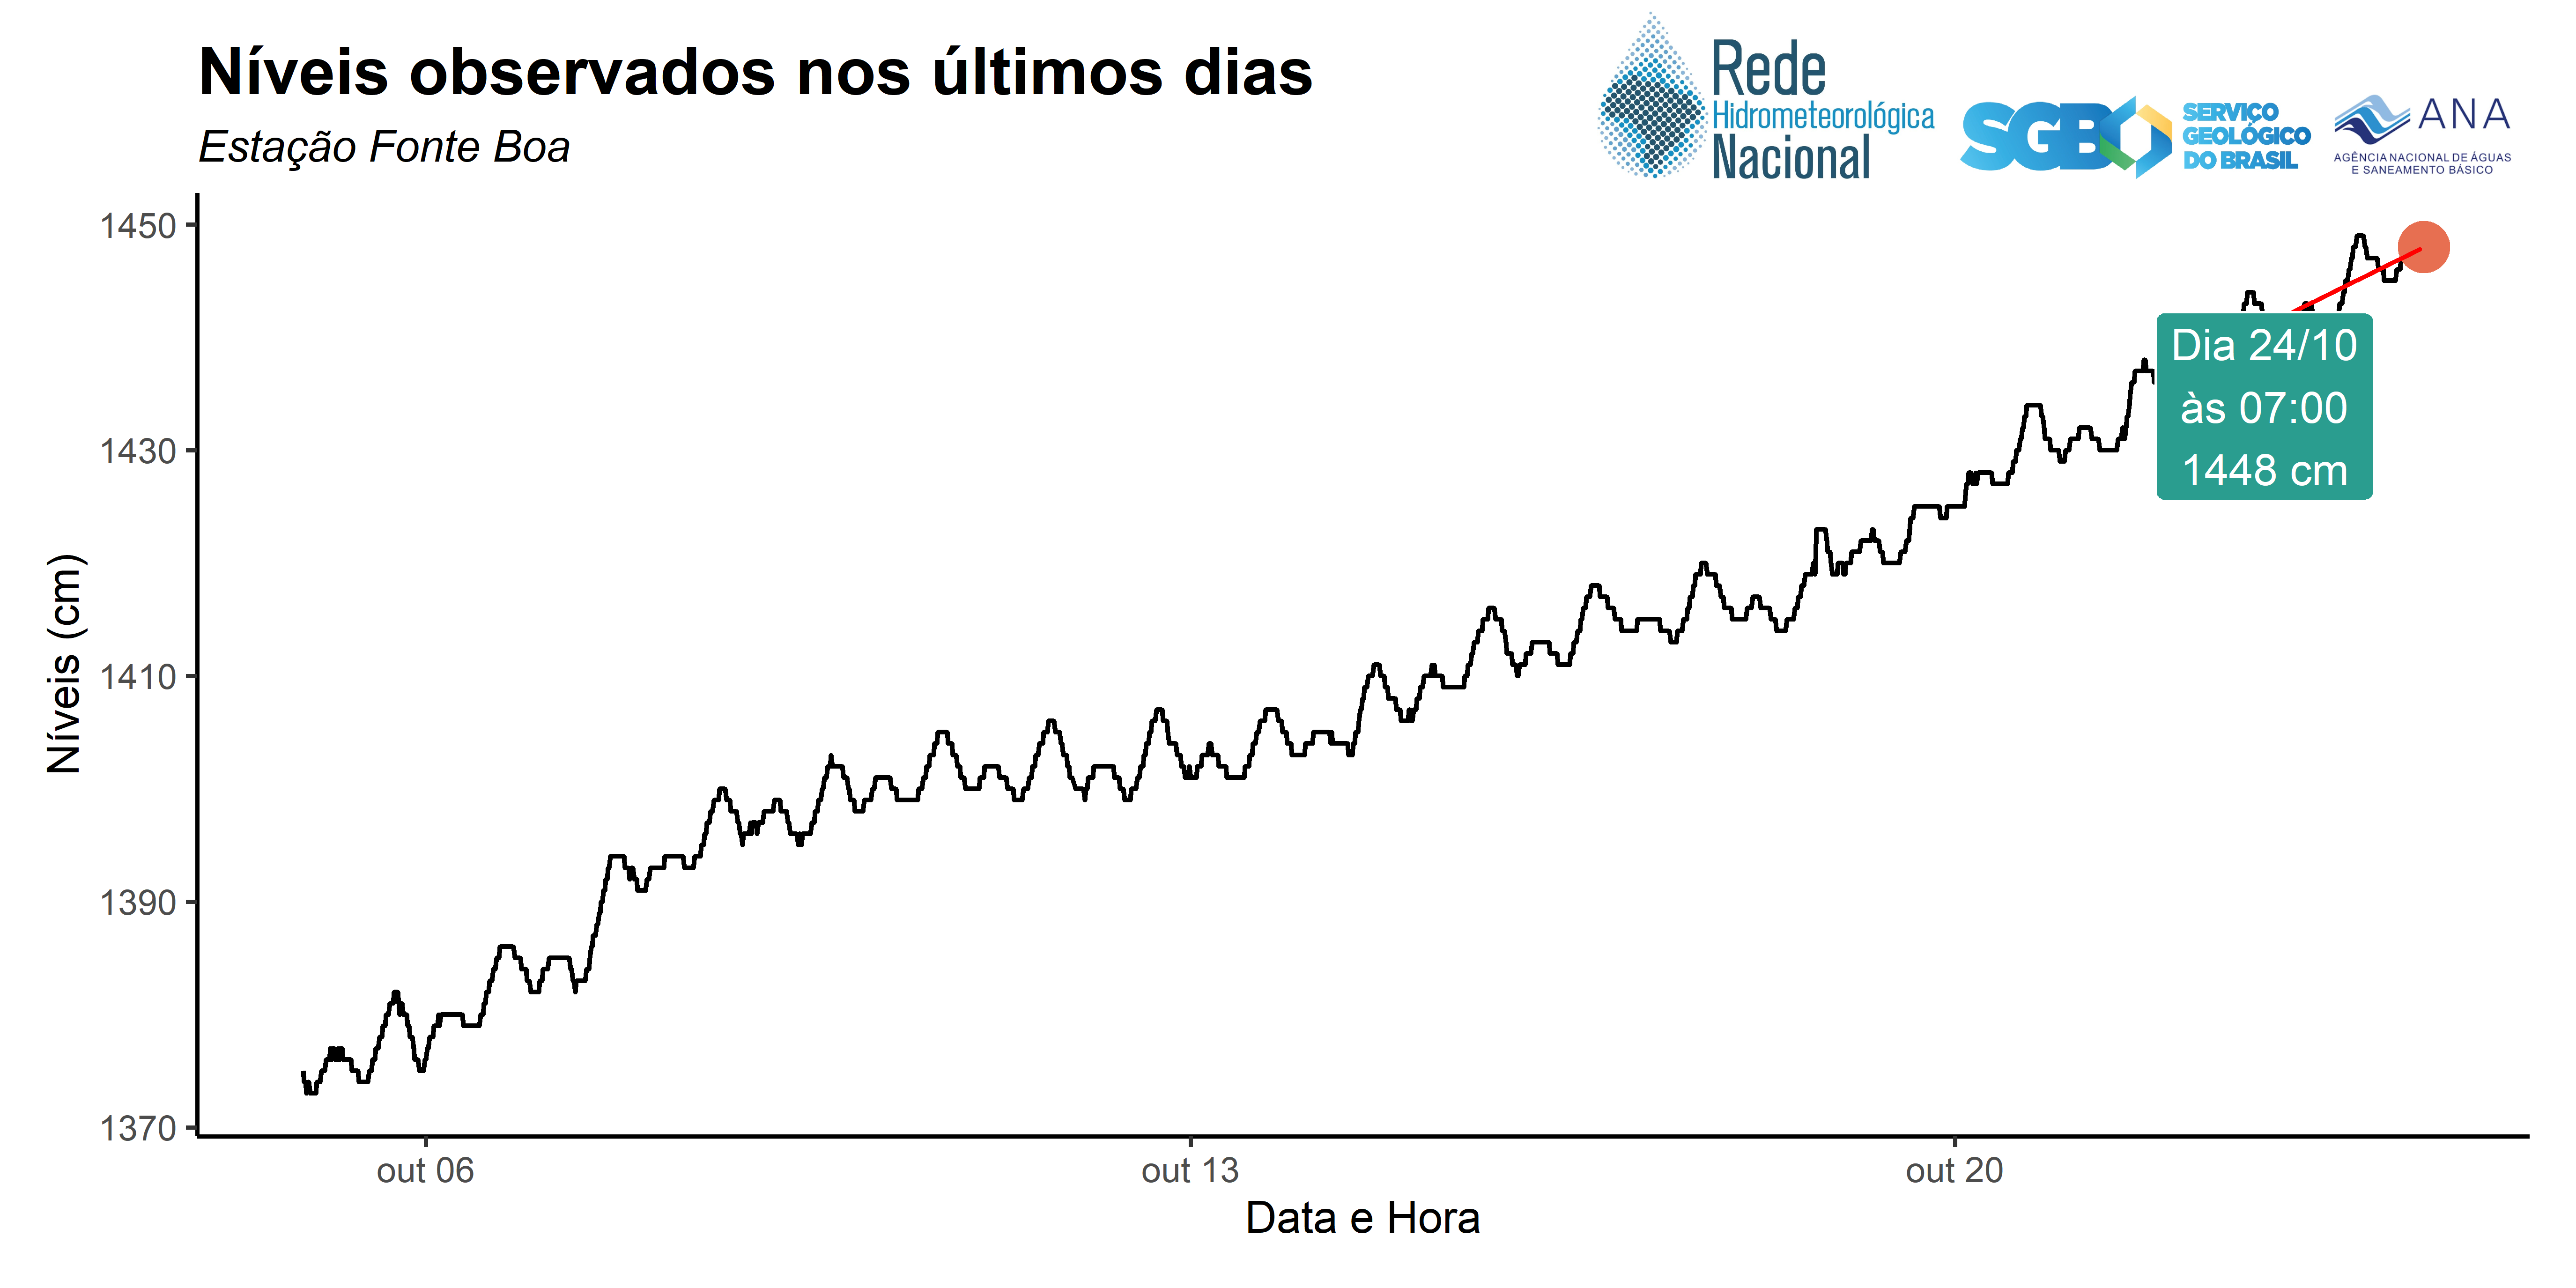 Níveis observados nos últimos dias
Estação Fonte Boa
Rede
Hidrometeorológica
Nacional
SGB
SERVIÇO
GEOLÓGICO
DO BRASIL
ANA
AGÊNCIA NACIONAL DE ÁGUAS
E SANEAMENTO BÁSICO
Níveis (cm)
1450
1430
1410
1390
1370
Dia 24/10
às 07:00
1448 cm
out 06
out 13
out 20
Data e Hora